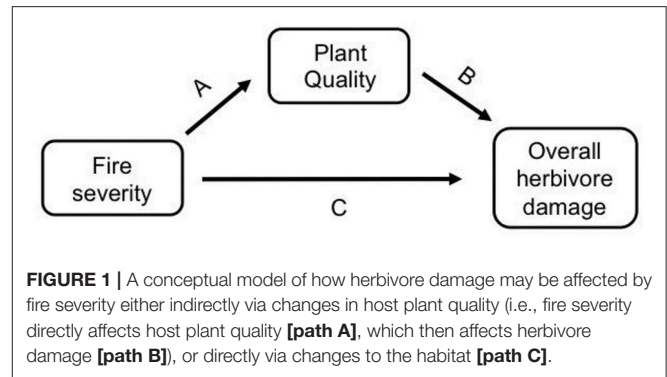 Plant
Quality
A
B
Fire
severity
Overall
herbivore
damage
C
FIGURE 1 | A conceptual model of how herbivore damage may be affected by
fire severity either indirectly via changes in host plant quality (i.e., fire severity
directly affects host plant quality [path A], which then affects herbivore
damage [path B]), or directly via changes to the habitat [path C].